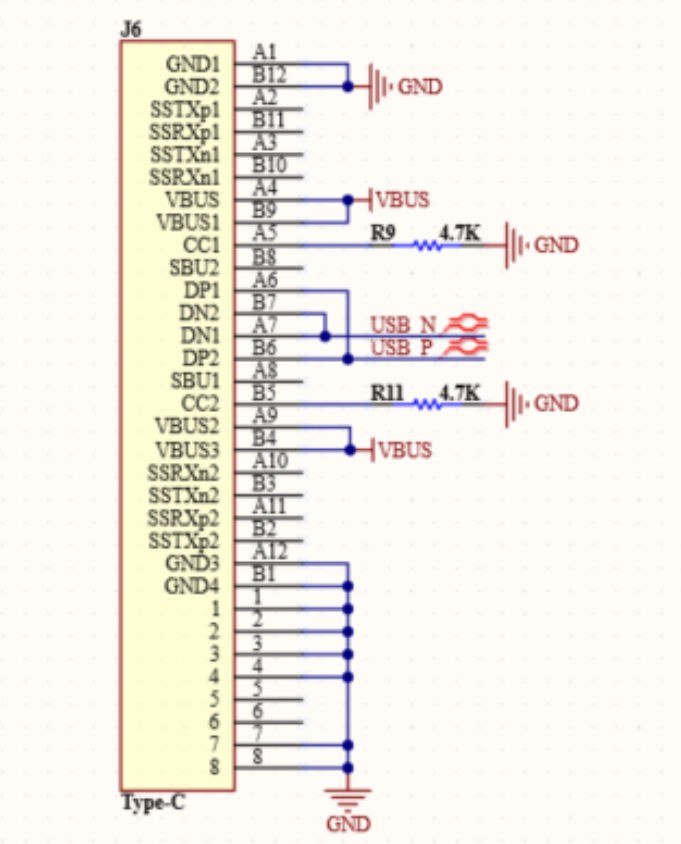 J6
GND1 A1
GND2 B12 GND
SSTXp1 A2
SSRXp1 B11
SSTXn1 A3
SSRXn1 B10
VBUS A4 VBUS
VBUS1 B9
CC1 A5 R9 4.7K GND
SBU2 B8
DP1 A6
DN2 B7
DN1 A7 USB N
DP2 B6 USB P
SBU1 A8
CC2 B5 R11 4.7K GND
VBUS2 A9
VBUS3 B4 VBUS
SSRXn2 A10
SSTXn2 B3
SSRXp2 A11
SSTXp2 B2
GND3 A12
GND4 B1
1 1
2 2
3 3
4 4
5 5
6 6
7 7
8 8
Type-C
GND